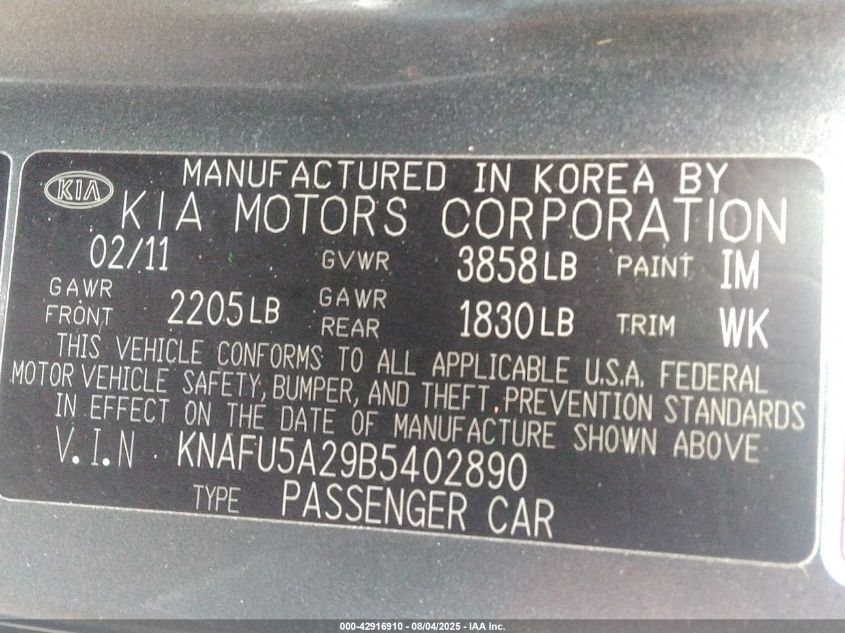 MANUFACTURED IN KOREA BY
KIA KIA MOTORS CORPORATION
02/11 GVWR 3858LB PAINT IM
GAWR FRONT 2205LB GAWR REAR 1830LB TRIM WK
THIS VEHICLE CONFORMS TO ALL APPLICABLE U.S.A. FEDERAL
MOTOR VEHICLE SAFETY, BUMPER, AND THEFT PREVENTION STANDARDS
IN EFFECT ON THE DATE OF MANUFACTURE SHOWN ABOVE
V.I.N KNAFU5A29B5402890
TYPE PASSENGER CAR
000-42916910 - 08/04/2025 - IAA Inc.